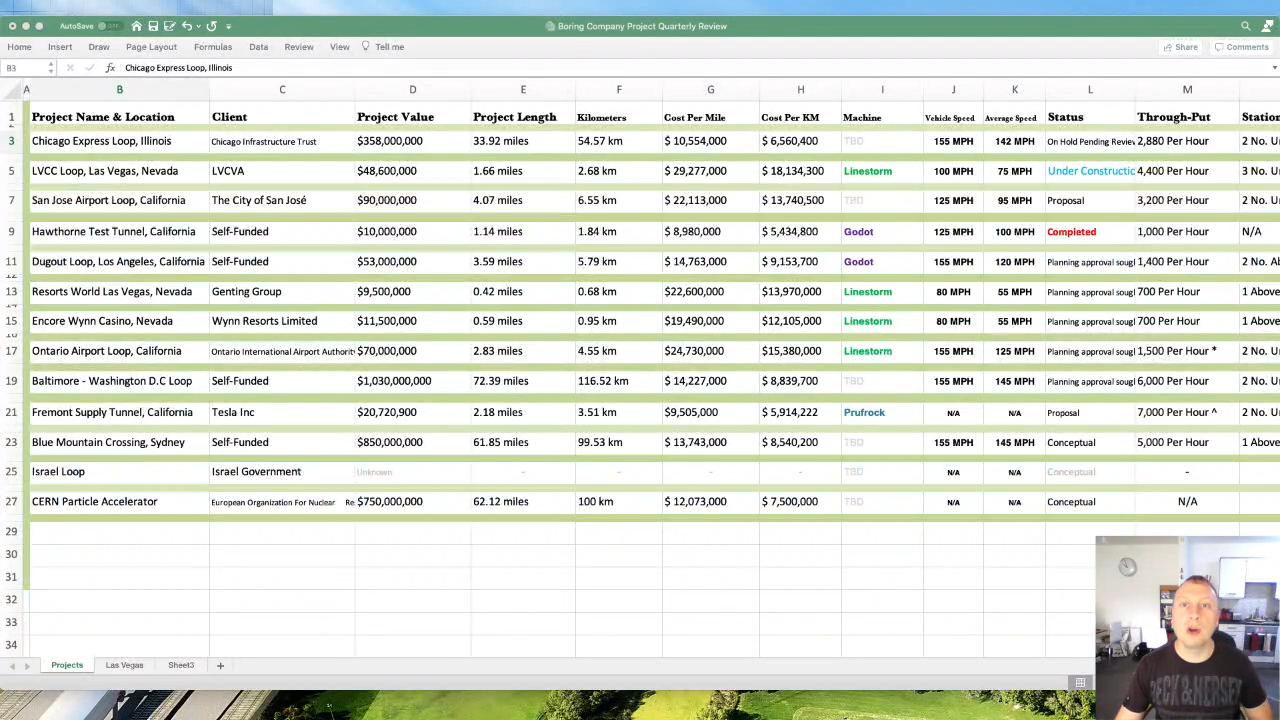 AutoSave OFF Boring Company Project Quarterly Review
Home Insert Draw Page Layout Formulas Data Review View Tell me Share Comments
B3 fx Chicago Express Loop, Illinois
A B C D E F G H I J K L M
1 Project Name & Location Client Project Value Project Length Kilometers Cost Per Mile Cost Per KM Machine Vehicle Speed Average Speed Status Through-Put Station
3 Chicago Express Loop, Illinois Chicago Infrastructure Trust $358,000,000 33.92 miles 54.57 km $ 10,554,000 $ 6,560,400 TBD 155 MPH 142 MPH On Hold Pending Review 2,880 Per Hour 2 No. Un
5 LVCC Loop, Las Vegas, Nevada LVCVA $48,600,000 1.66 miles 2.68 km $ 29,277,000 $ 18,134,300 Linestorm 100 MPH 75 MPH Under Constructic 4,400 Per Hour 3 No. Un
7 San Jose Airport Loop, California The City of San José $90,000,000 4.07 miles 6.55 km $ 22,113,000 $ 13,740,500 TBD 125 MPH 95 MPH Proposal 3,200 Per Hour 2 No. Un
9 Hawthorne Test Tunnel, California Self-Funded $10,000,000 1.14 miles 1.84 km $ 8,980,000 $ 5,434,800 Godot 125 MPH 100 MPH Completed 1,000 Per Hour N/A
11 Dugout Loop, Los Angeles, California Self-Funded $53,000,000 3.59 miles 5.79 km $ 14,763,000 $ 9,153,700 Godot 155 MPH 120 MPH Planning approval soug 1,400 Per Hour 2 No. Ab
13 Resorts World Las Vegas, Nevada Genting Group $9,500,000 0.42 miles 0.68 km $22,600,000 $13,970,000 Linestorm 80 MPH 55 MPH Planning approval soug 700 Per Hour 1 Above
15 Encore Wynn Casino, Nevada Wynn Resorts Limited $11,500,000 0.59 miles 0.95 km $19,490,000 $12,105,000 Linestorm 80 MPH 55 MPH Planning approval soug 700 Per Hour 1 Above
17 Ontario Airport Loop, California Ontario International Airport Authority $70,000,000 2.83 miles 4.55 km $ 24,730,000 $ 15,380,000 Linestorm 155 MPH 125 MPH Planning approval soug 1,500 Per Hour * 2 No. Un
19 Baltimore - Washington D.C Loop Self-Funded $1,030,000,000 72.39 miles 116.52 km $ 14,227,000 $ 8,839,700 TBD 155 MPH 145 MPH Planning approval soug 6,000 Per Hour 2 No. Un
21 Fremont Supply Tunnel, California Tesla Inc $20,720,900 2.18 miles 3.51 km $9,505,000 $ 5,914,222 Prufrock N/A N/A Proposal 7,000 Per Hour ^ 2 No. Un
23 Blue Mountain Crossing, Sydney Self-Funded $850,000,000 61.85 miles 99.53 km $ 13,743,000 $ 8,540,200 TBD 155 MPH 145 MPH Conceptual 5,000 Per Hour 1 Above
25 Israel Loop Israel Government Unknown - - - - TBD N/A N/A Conceptual -
27 CERN Particle Accelerator European Organization For Nuclear Re $750,000,000 62.12 miles 100 km $ 12,073,000 $ 7,500,000 TBD N/A N/A Conceptual N/A
29
30
31
32
33
34
Projects Las Vegas Sheet3